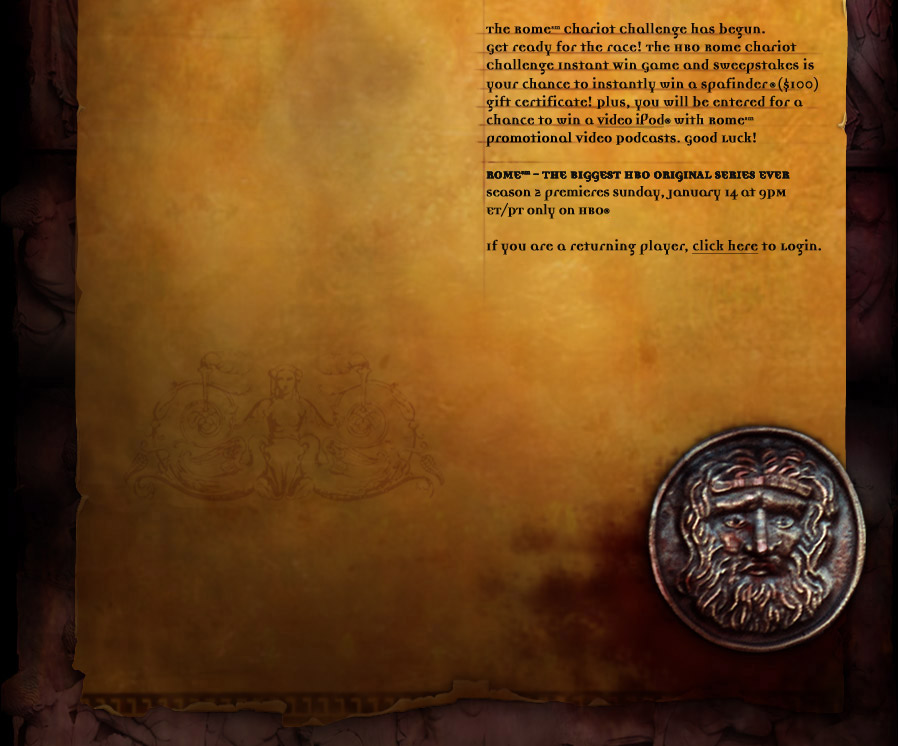 The Rome℠ chariot challenge has begun.
Get ready for the race! The HBO Rome chariot
challenge Instant win Game and sweepstakes is
your chance to instantly win a spafinder® ($100)
gift certificate! plus, you will be entered for a
chance to win a video iPod® with Rome℠
promotional video podcasts. Good Luck!
ROME℠ – THE BIGGEST HBO ORIGINAL SERIES EVER
season 2 premieres Sunday, January 14 at 9PM
ET/PT only on HBO®
If you are a returning player, click here to Login.